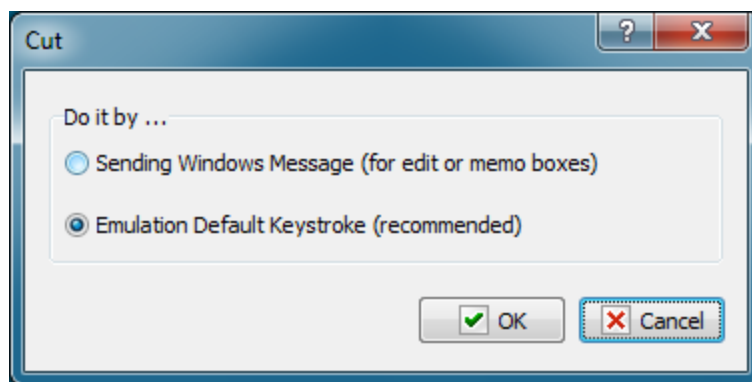 Cut
?
Do it by ...
Sending Windows Message (for edit or memo boxes)
Emulation Default Keystroke (recommended)
OK
Cancel